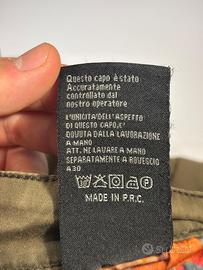 Questo capo è stato
Accuratamente
controllato dal
nostro operatore
L'UNICITA'DELL'ASPETTO
DI QUESTO CAPO,E'
DOVUTA DALLA LAVORAZIONE
A MANO
ATT. NE LAVARE A MANO
SEPARATAMENTE A ROVESCIO
A30
MADE IN P.R.C.
subito